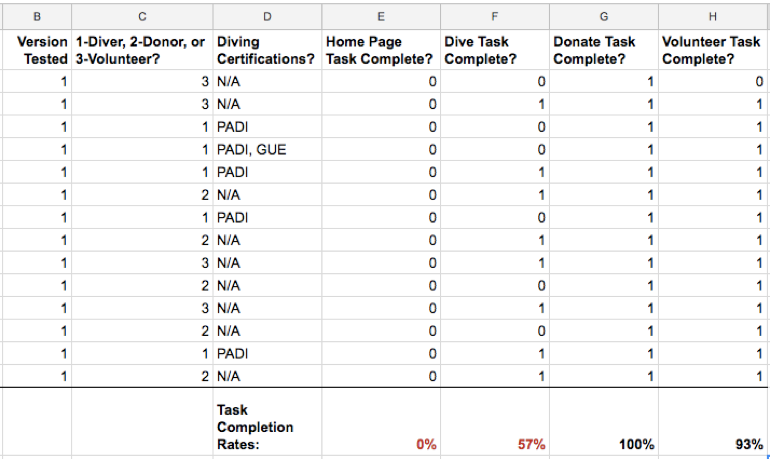 B C D E F G H
Version 1-Diver, 2-Donor, or Diving Home Page Dive Task Donate Task Volunteer Task
Tested 3-Volunteer? Certifications? Task Complete? Complete? Complete? Complete?
1 3 N/A 0 0 1 0
1 3 N/A 0 1 1 1
1 1 PADI 0 0 1 1
1 1 PADI, GUE 0 0 1 1
1 1 PADI 0 1 1 1
1 2 N/A 0 1 1 1
1 1 PADI 0 0 1 1
1 2 N/A 0 1 1 1
1 3 N/A 0 1 1 1
1 2 N/A 0 0 1 1
1 3 N/A 0 1 1 1
1 2 N/A 0 0 1 1
1 1 PADI 0 1 1 1
1 2 N/A 0 1 1 1
Task
Completion
Rates: 0% 57% 100% 93%